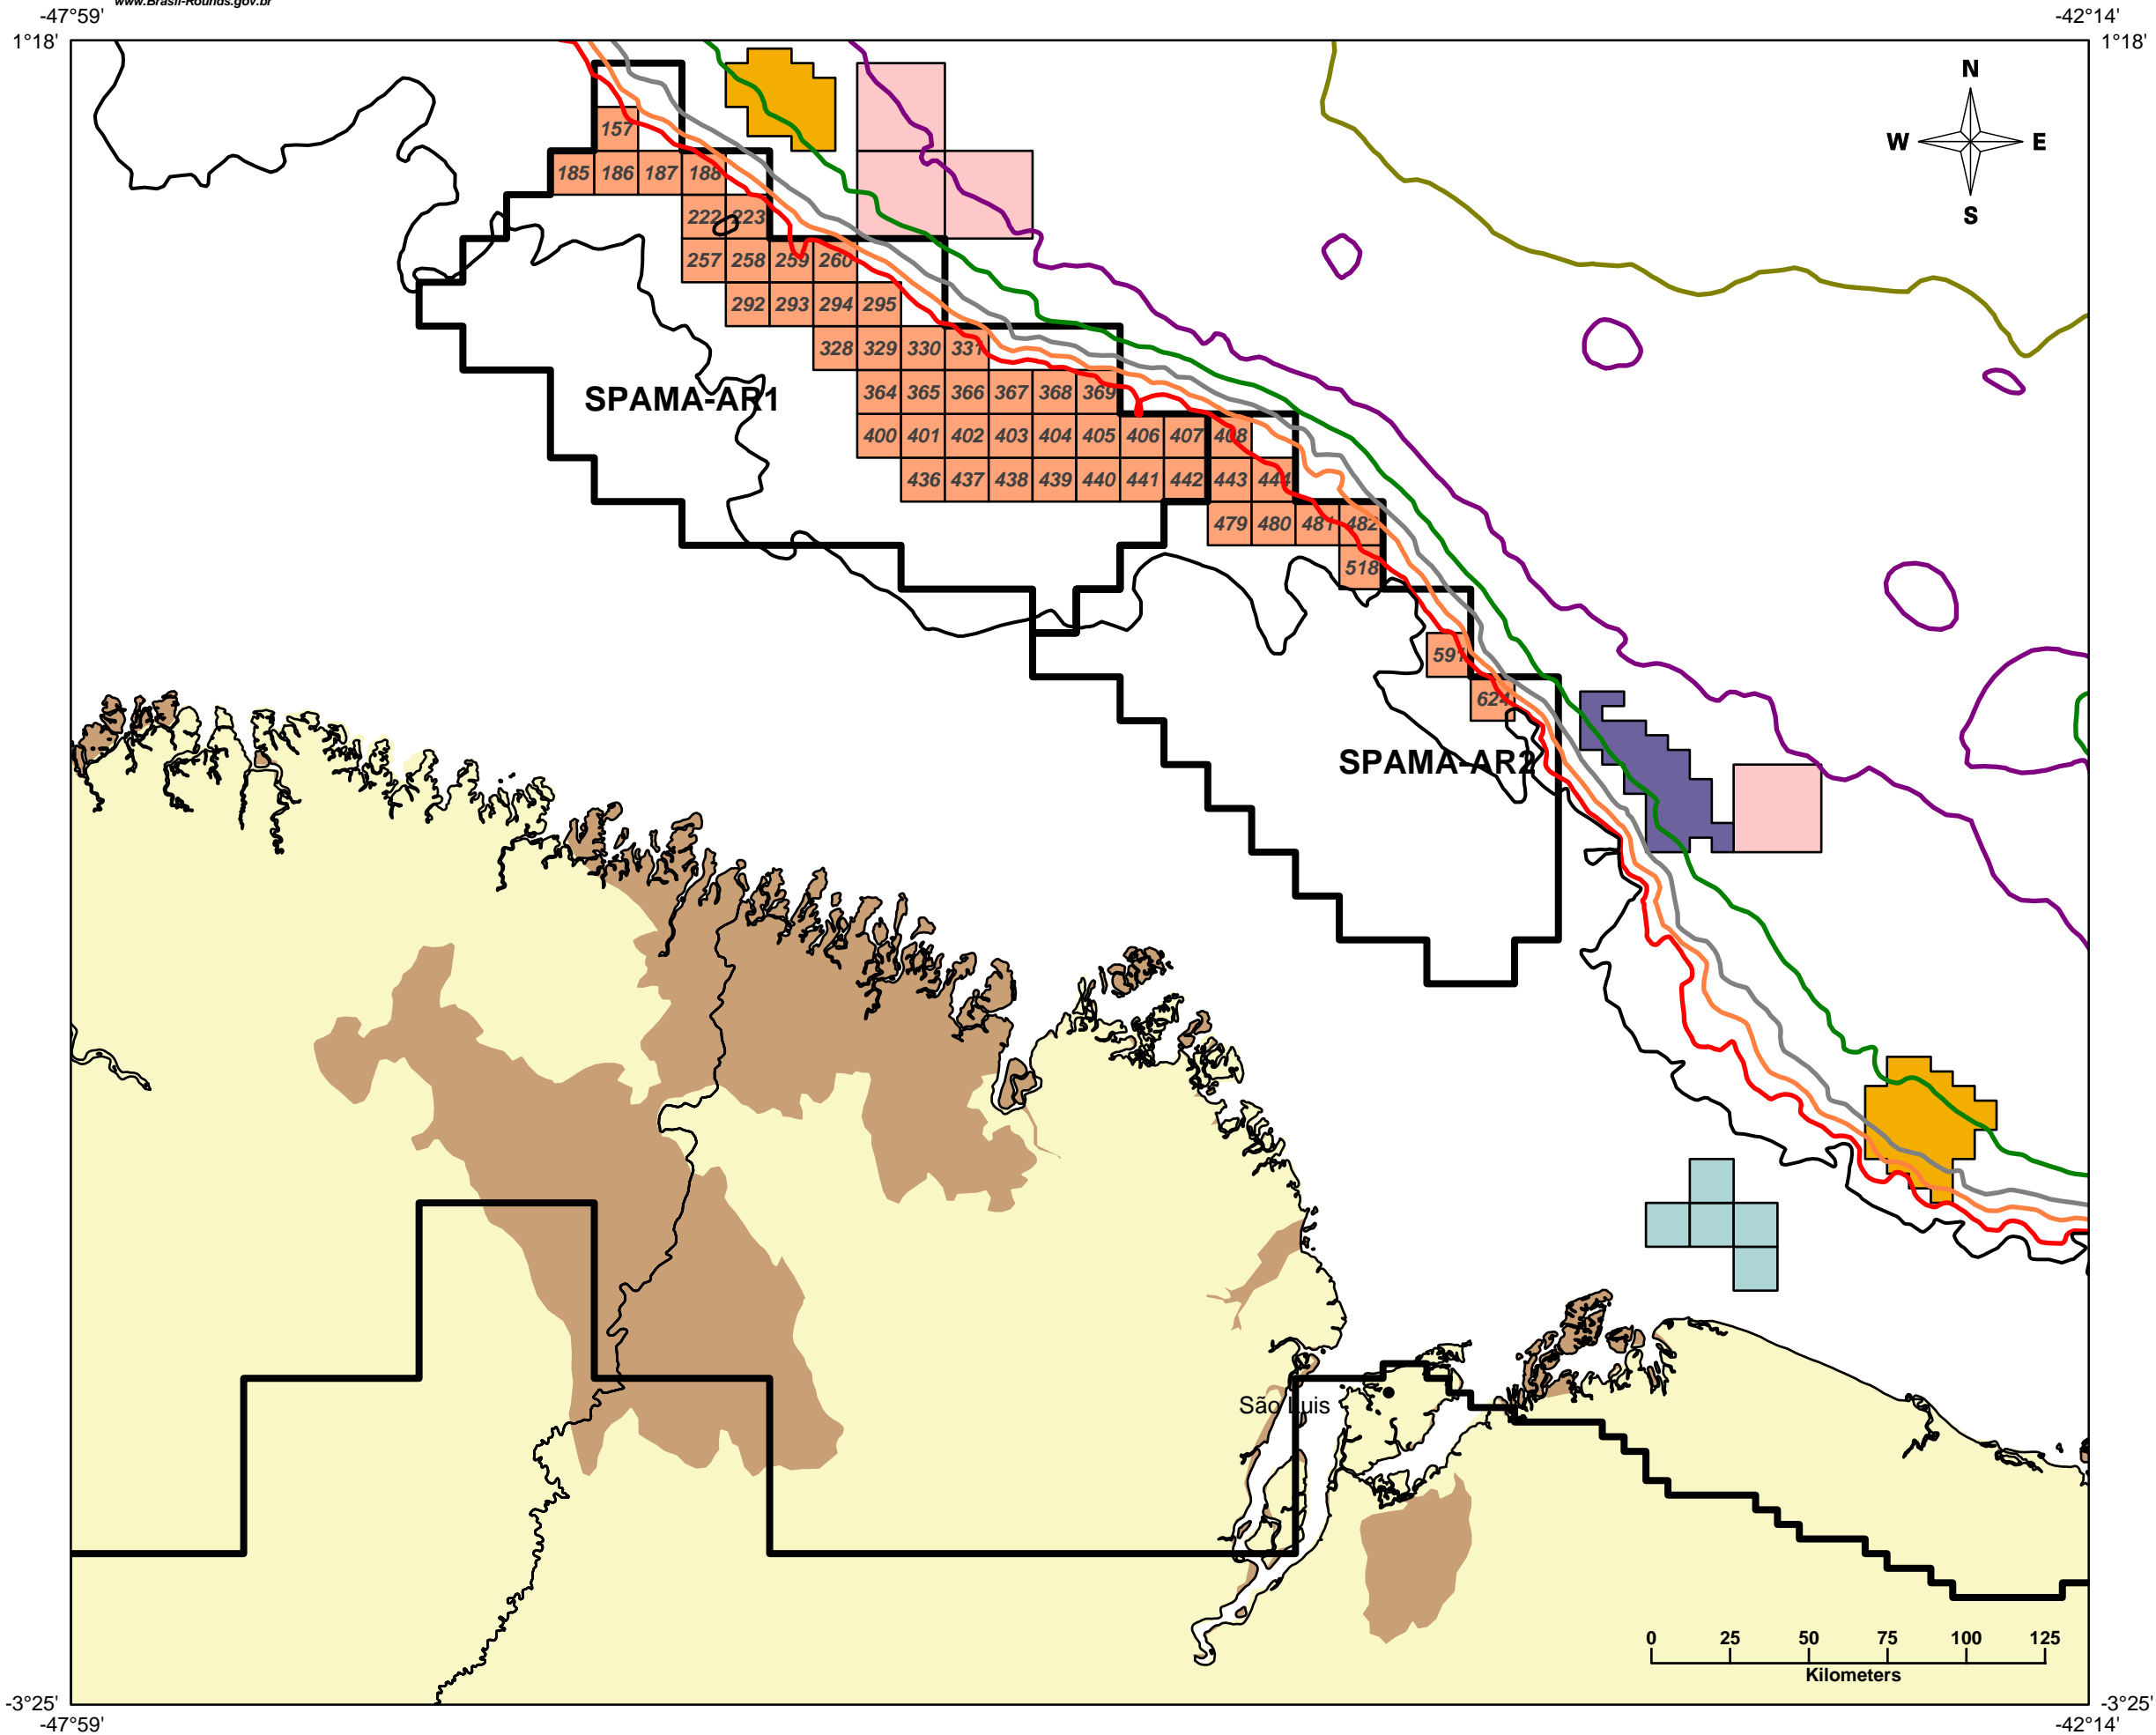 www.Brasil-Rounds.gov.br
-47°59' -42°14'
1°18' 1°18'
N
W E
S
157
185 186 187 188
222 223
257 258 259 260
292 293 294 295
328 329 330 331
364 365 366 367 368 369
SPAMA-AR1
400 401 402 403 404 405 406 407 408
436 437 438 439 440 441 442 443 444
479 480 481 482
518
591
624
SPAMA-AR2
São Luis
0 25 50 75 100 125
Kilometers
-3°25' -3°25'
-47°59' -42°14'